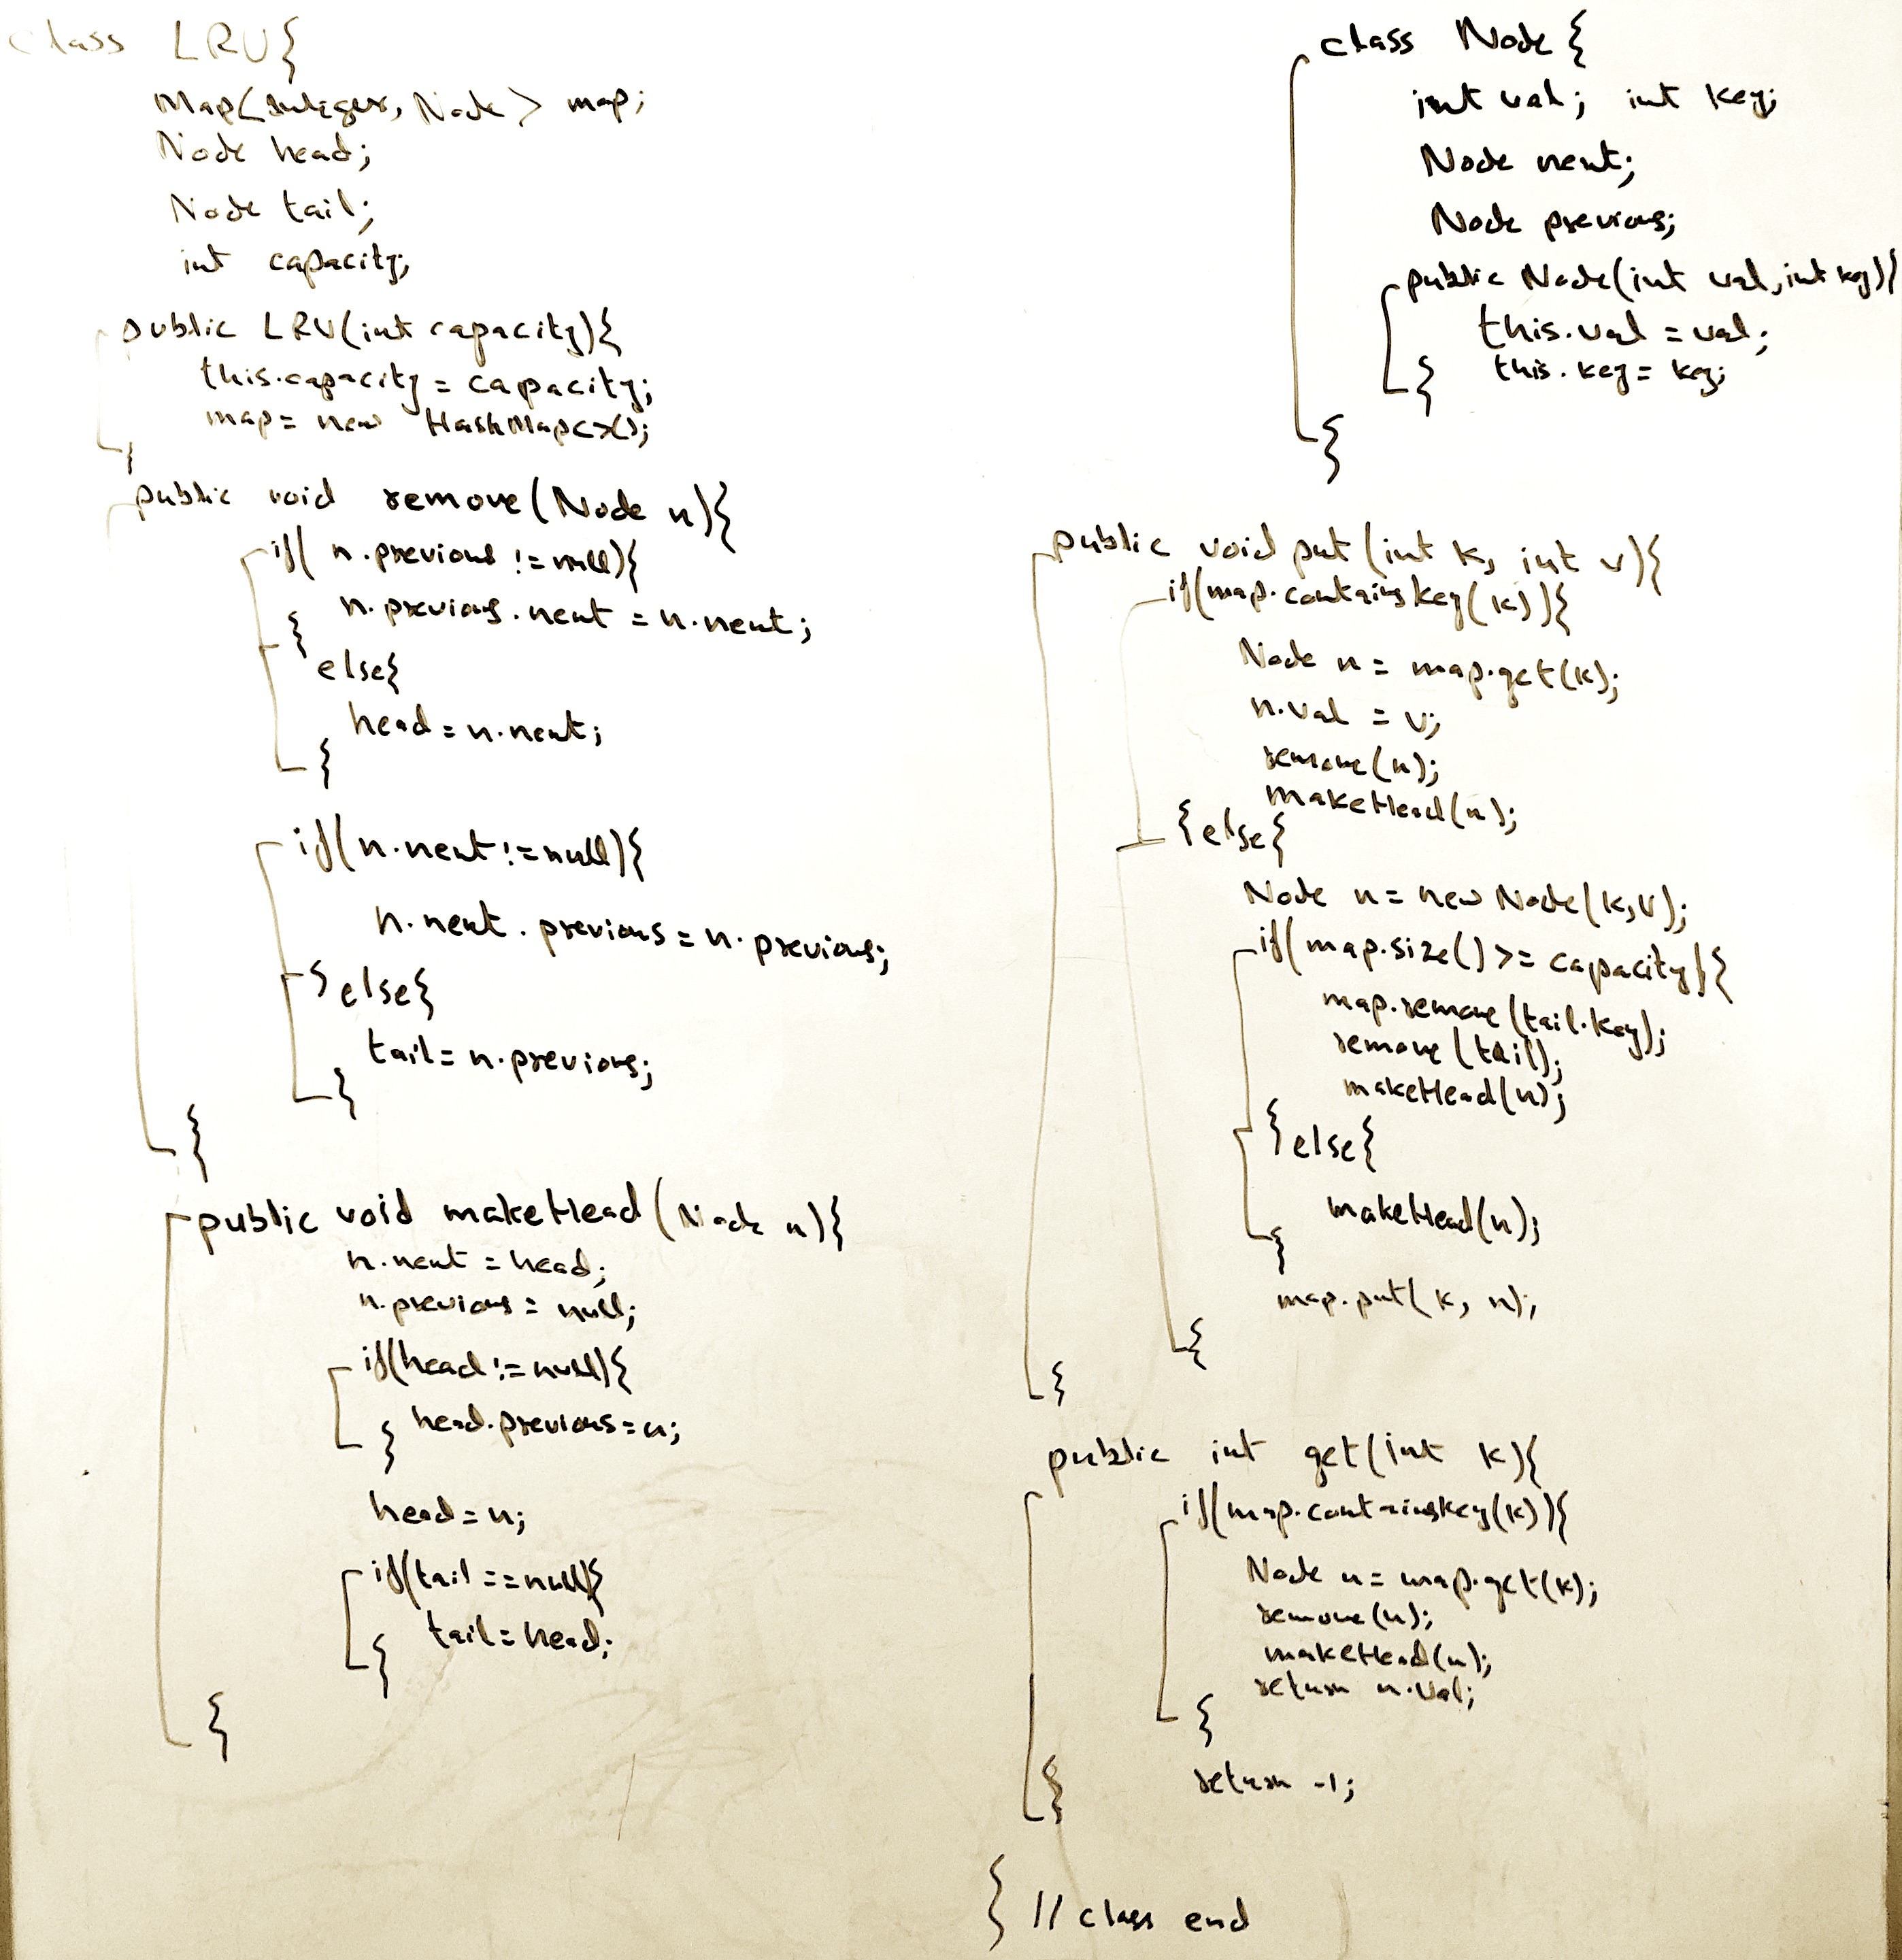 class LRU{
Map<Integer, Node> map;
Node head;
Node tail;
int capacity;
public LRU(int capacity){
this.capacity = capacity;
map = new HashMap<>();
}
public void remove(Node n){
if( n.previous != null){
n.previous.next = n.next;
}
else{
head = n.next;
}
if(n.next != null){
n.next.previous = n.previous;
} else{
tail = n.previous;
}
}
public void makeHead(Node n){
n.next = head;
n.previous = null;
if(head != null){
head.previous = n;
}
head = n;
if(tail == null){
tail = head;
}
}
class Node{
int val; int key;
Node next;
Node previous;
public Node(int val, int key){
this.val = val;
this.key = key;
}
}
public void put(int k, int v){
if(map.containsKey(k)){
Node n = map.get(k);
n.val = v;
remove(n);
makeHead(n);
} else{
Node n = new Node(k,v);
if(map.size() >= capacity){
map.remove(tail.key);
remove(tail);
makeHead(n);
} else{
makeHead(n);
}
map.put(k, n);
}
}
public int get(int k){
if(map.containsKey(k)){
Node n = map.get(k);
remove(n);
makeHead(n);
return n.val;
}
return -1;
}
} // class end